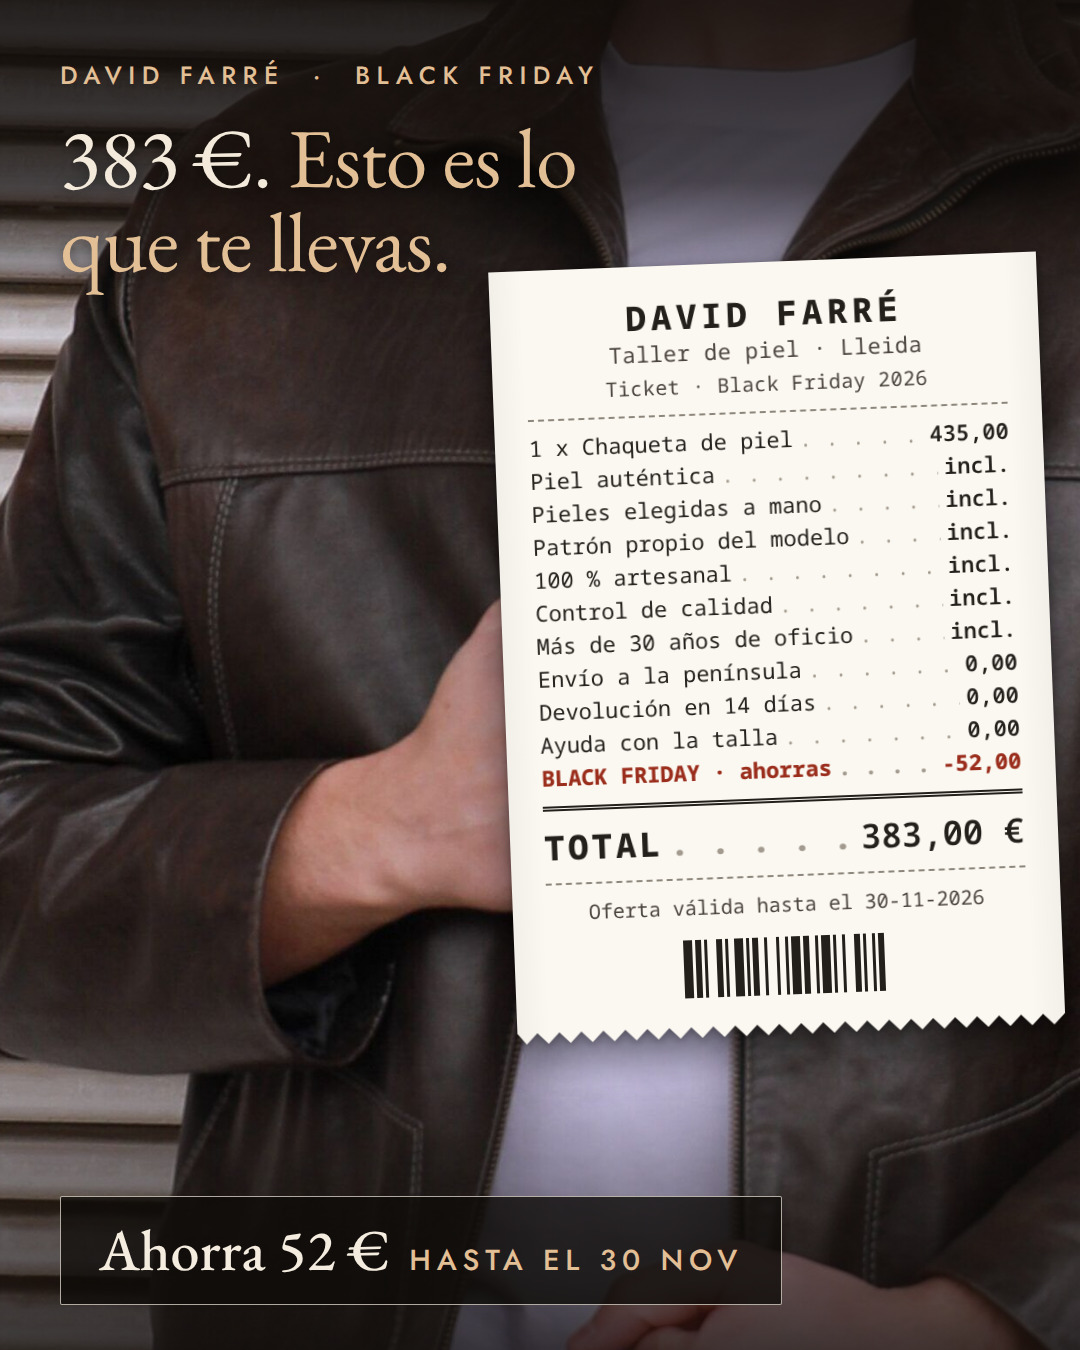 DAVID FARRÉ · BLACK FRIDAY
383 €. Esto es lo
que te llevas.
DAVID FARRÉ
Taller de piel · Lleida
Ticket · Black Friday 2026
1 x Chaqueta de piel . . . . . 435,00
Piel auténtica . . . . . . . . . incl.
Pieles elegidas a mano . . . . . incl.
Patrón propio del modelo . . . . incl.
100 % artesanal . . . . . . . . incl.
Control de calidad . . . . . . . incl.
Más de 30 años de oficio . . . . incl.
Envío a la península . . . . . . 0,00
Devolución en 14 días . . . . . . 0,00
Ayuda con la talla . . . . . . . 0,00
BLACK FRIDAY · ahorras . . . . -52,00
TOTAL . . . . . 383,00 €
Oferta válida hasta el 30-11-2026
Ahorra 52 € HASTA EL 30 NOV